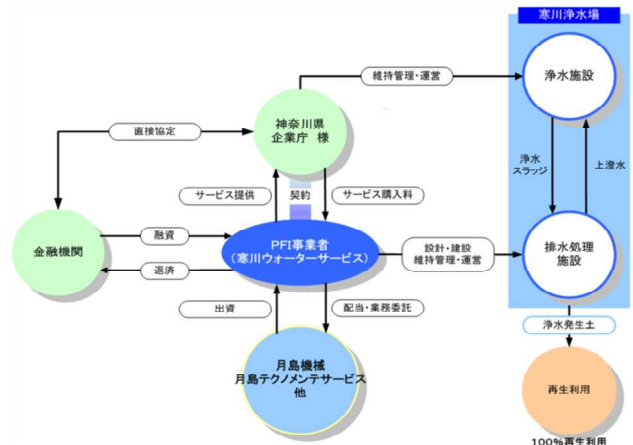 寒川浄水場
維持管理・運営
浄水施設
神奈川県
企業庁 様
直接協定
浄水
スラッジ
上澄水
サービス提供
契約
サービス購入料
金融機関
融資
返済
PFI事業者
(寒川ウォーターサービス)
設計・建設
維持管理・運営
排水処理
施設
出資
配当・業務委託
浄水発生土
月島機械
月島テクノメンテサービス
他
再生利用
100%再生利用